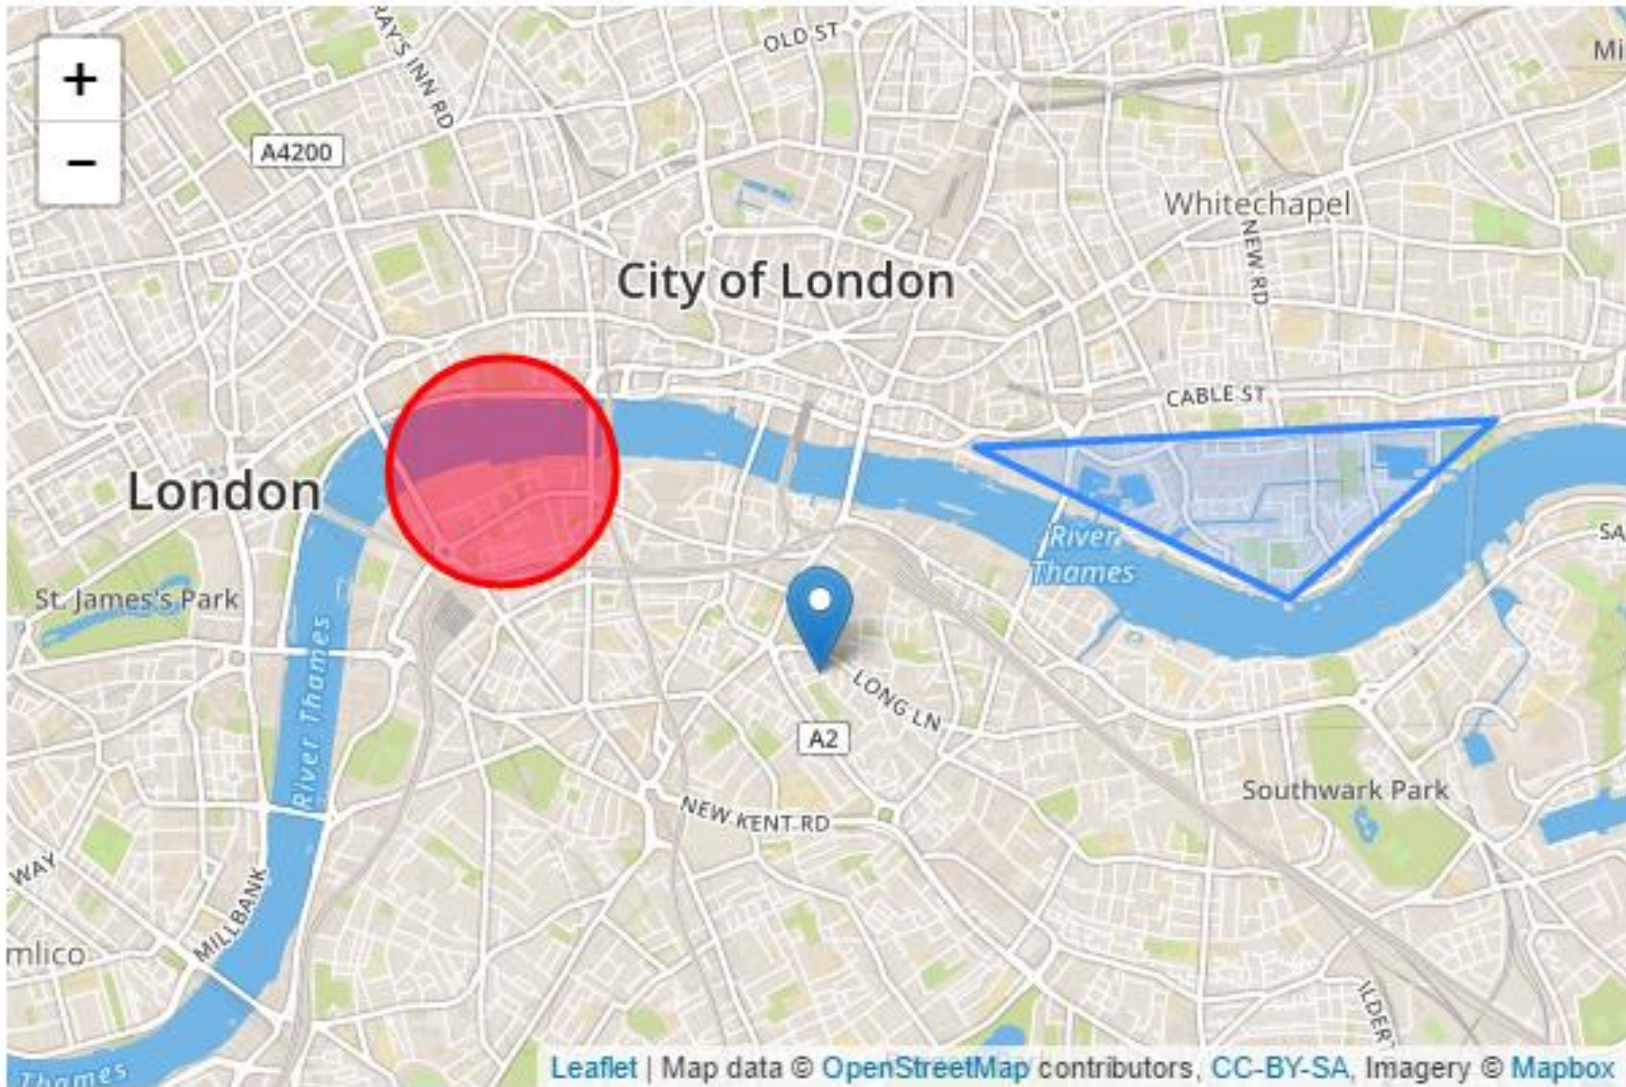 +
−
RAY'S INN RD
OLD ST
Mi
A4200
Whitechapel
NEW RD
City of London
CABLE ST
London
River
Thames
SA
St. James's Park
River Thames
LONG LN
A2
Southwark Park
NEW KENT RD
WAY
MILLBANK
mlico
ILDER
Thames
Leaflet | Map data © OpenStreetMap contributors, CC-BY-SA, Imagery © Mapbox